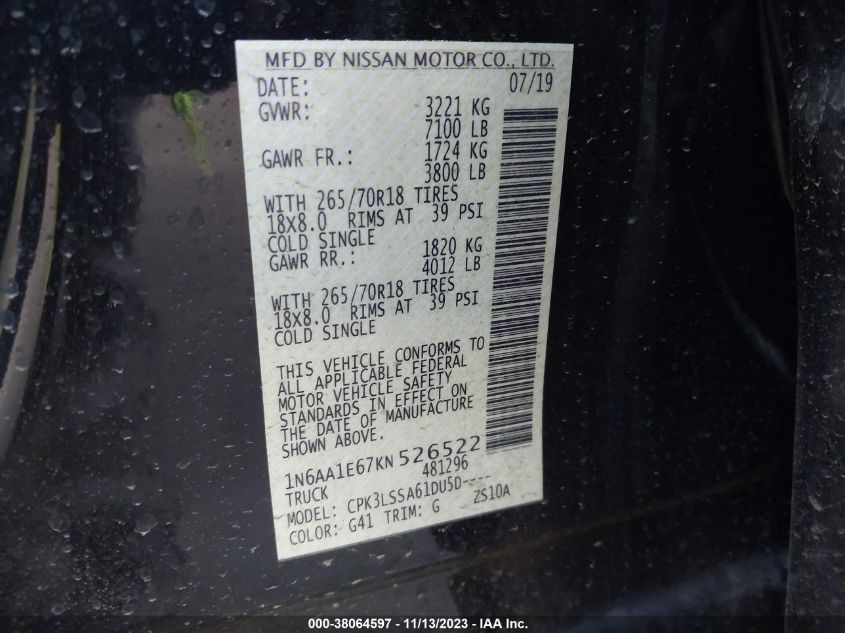 MFD BY NISSAN MOTOR CO., LTD.
DATE: 07/19
GVWR: 3221 KG
7100 LB
GAWR FR.: 1724 KG
3800 LB
WITH 265/70R18 TIRES
18X8.0 RIMS AT 39 PSI
COLD SINGLE
GAWR RR.: 1820 KG
4012 LB
WITH 265/70R18 TIRES
18X8.0 RIMS AT 39 PSI
COLD SINGLE
THIS VEHICLE CONFORMS TO
ALL APPLICABLE FEDERAL
MOTOR VEHICLE SAFETY
STANDARDS IN EFFECT ON
THE DATE OF MANUFACTURE
SHOWN ABOVE.
1N6AA1E67KN526522
TRUCK 481296
MODEL: CPK3LSSA61DU5D----
COLOR: G41 TRIM: G ZS10A
000-38064597 - 11/13/2023 - IAA Inc.